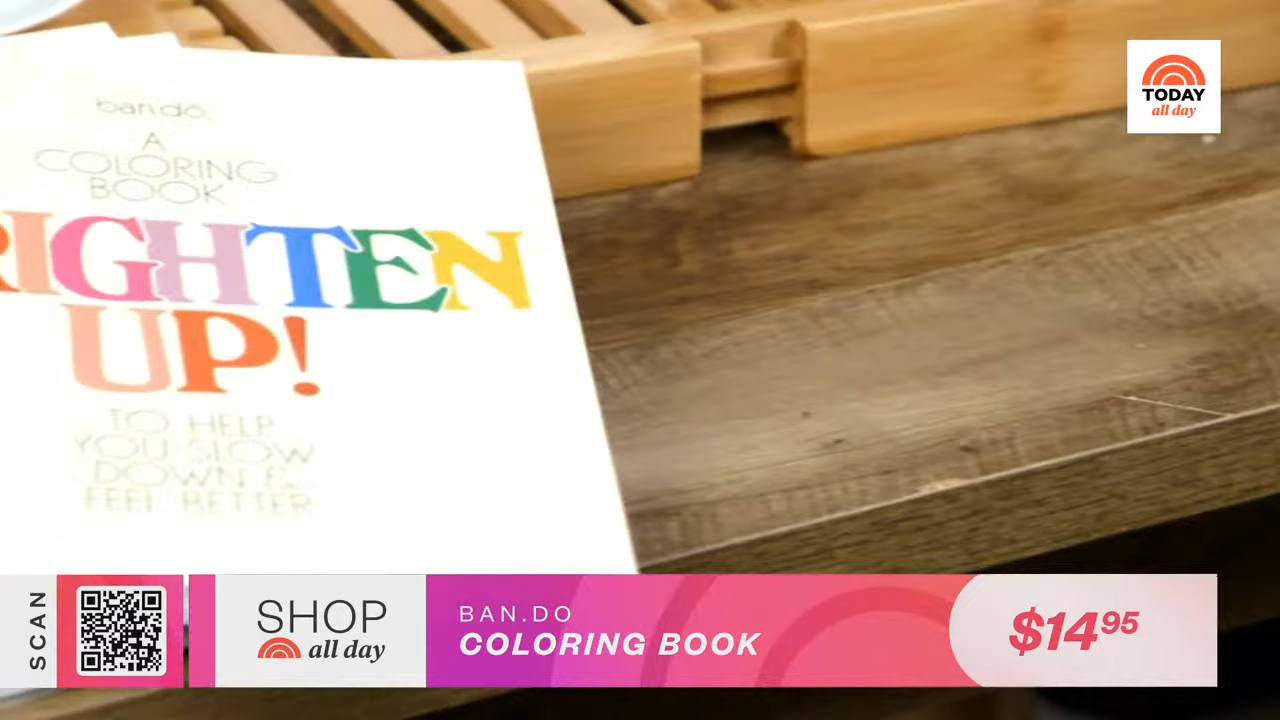 ban.do.
A
COLORING
BOOK
RIGHTEN
UP!
TO HELP
YOU SLOW
DOWN &
FEEL BETTER
TODAY
all day
SCAN
SHOP
all day
BAN.DO
COLORING BOOK
$14.95